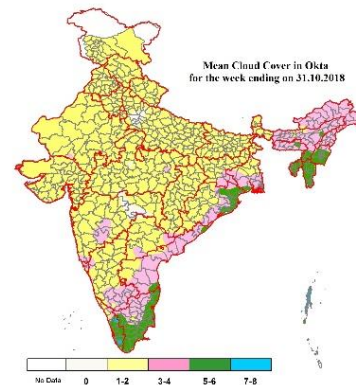 Mean Cloud Cover in Okta
for the week ending on 31.10.2018
No Data 0 1-2 3-4 5-6 7-8